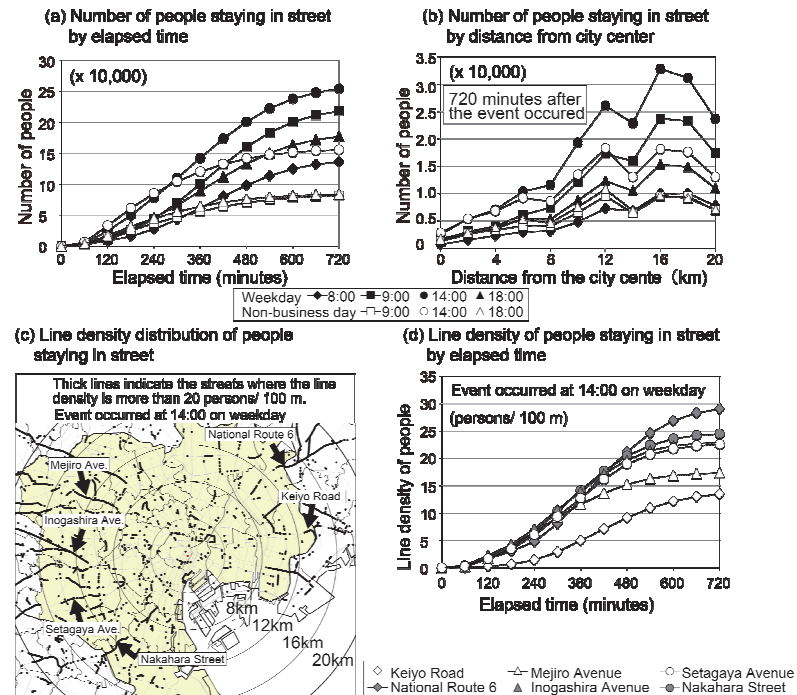 (a) Number of people staying in street
by elapsed time
(x 10,000)
Number of people
30
25
20
15
10
5
0
0 120 240 360 480 600 720
Elapsed time (minutes)
(b) Number of people staying in street
by distance from city center
(x 10,000)
720 minutes after
the event occured
Number of people
3.5
3.0
2.5
2.0
1.5
1.0
0.5
0
0 4 8 12 16 20
Distance from the city cente (km)
Weekday 8:00 9:00 14:00 18:00
Non-business day 9:00 14:00 18:00
(c) Line density distribution of people
staying in street
Thick lines indicate the streets where the line
density is more than 20 persons/ 100 m.
Event occurred at 14:00 on weekday
National Route 6
Mejiro Ave.
Keiyo Road
Inogashira Ave.
Setagaya Ave.
Nakahara Street
8km
12km
16km
20km
(d) Line density of people staying in street
by elapsed time
Event occurred at 14:00 on weekday
(persons/ 100 m)
Line density of people
35
30
25
20
15
10
5
0
0 120 240 360 480 600 720
Elapsed time (minutes)
Keiyo Road Mejiro Avenue Setagaya Avenue
National Route 6 Inogashira Avenue Nakahara Street